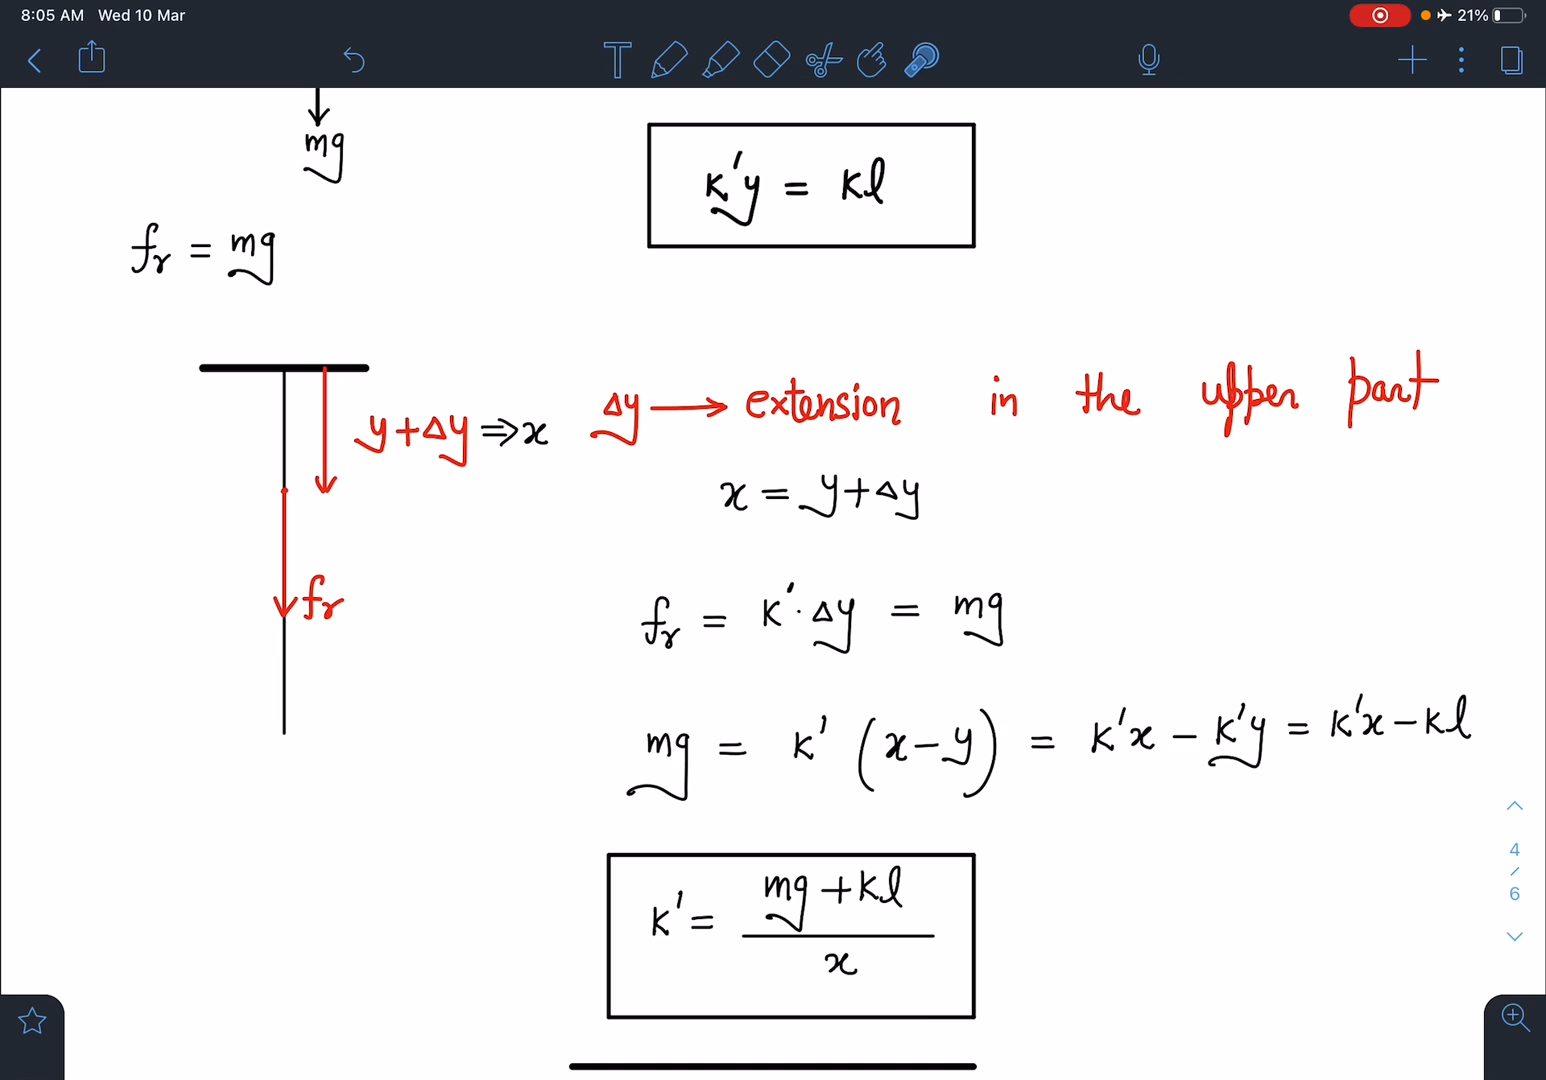 8:05 AM Wed 10 Mar
21%
T
mg
k'y = kl
fr = mg
y+Δy ⇒ x
Δy → extension in the upper part
x = y+Δy
fr
fr = k'·Δy = mg
mg = k' (x-y) = k'x - k'y = k'x - kl
4
/
6
k' = mg + kl / x